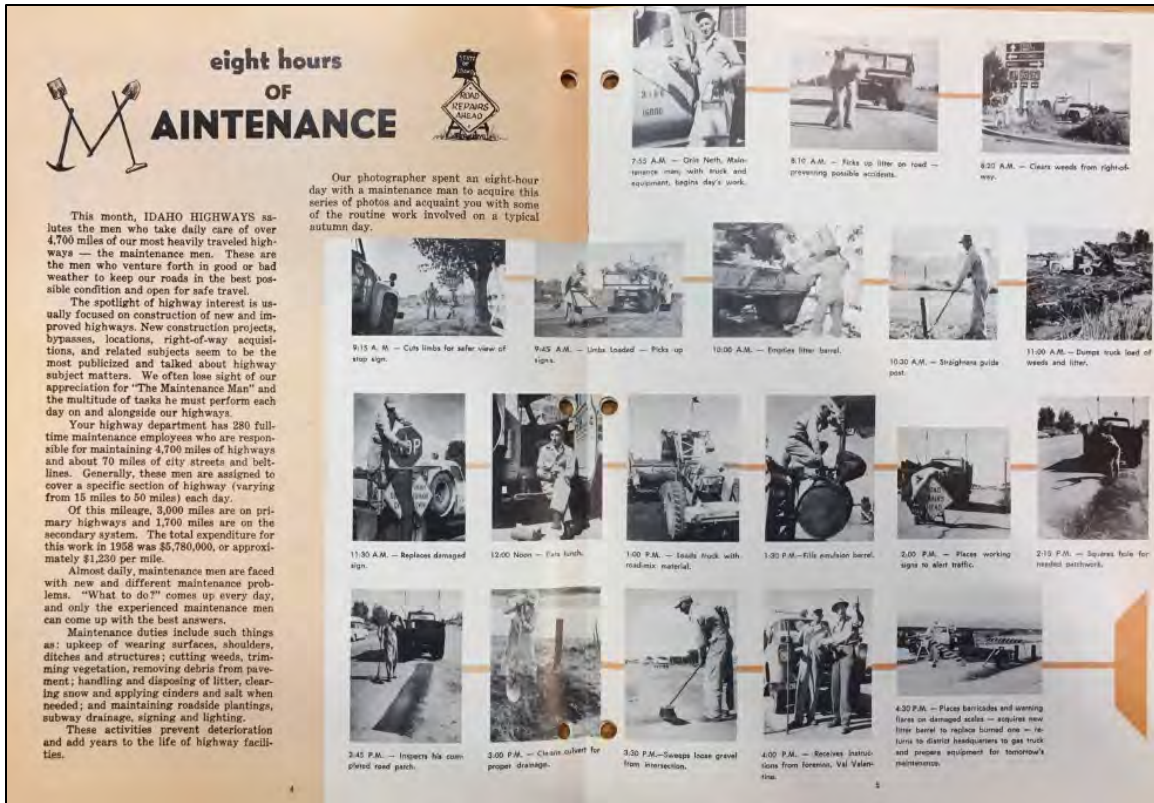 eight hours
OF
MAINTENANCE
STATE OF IDAHO
ROAD
REPAIRS
AHEAD
Our photographer spent an eight-hour
day with a maintenance man to acquire this
series of photos and acquaint you with some
of the routine work involved on a typical
autumn day.
This month, IDAHO HIGHWAYS sa-
lutes the men who take daily care of over
4,700 miles of our most heavily traveled high-
ways — the maintenance men. These are
the men who venture forth in good or bad
weather to keep our roads in the best pos-
sible condition and open for safe travel.
The spotlight of highway interest is us-
ually focused on construction of new and im-
proved highways. New construction projects,
bypasses, locations, right-of-way acquisi-
tions, and related subjects seem to be the
most publicized and talked about highway
subject matters. We often lose sight of our
appreciation for "The Maintenance Man" and
the multitude of tasks he must perform each
day on and alongside our highways.
Your highway department has 280 full-
time maintenance employees who are respon-
sible for maintaining 4,700 miles of highways
and about 70 miles of city streets and belt-
lines. Generally, these men are assigned to
cover a specific section of highway (varying
from 15 miles to 50 miles) each day.
Of this mileage, 3,000 miles are on pri-
mary highways and 1,700 miles are on the
secondary system. The total expenditure for
this work in 1958 was $5,780,000, or approxi-
mately $1,230 per mile.
Almost daily, maintenance men are faced
with new and different maintenance prob-
lems. "What to do?" comes up every day,
and only the experienced maintenance men
can come up with the best answers.
Maintenance duties include such things
as: upkeep of wearing surfaces, shoulders,
ditches and structures; cutting weeds, trim-
ming vegetation, removing debris from pave-
ment; handling and disposing of litter, clear-
ing snow and applying cinders and salt when
needed; and maintaining roadside plantings,
subway drainage, signing and lighting.
These activities prevent deterioration
and add years to the life of highway facili-
ties.
4
7:55 A.M. — Orin Neth, Main-
tenance man, with truck and
equipment, begins day's work.
8:10 A.M. — Picks up litter on road —
preventing possible accidents.
8:20 A.M. — Clears weeds from right-of-
way.
9:15 A. M. — Cuts limbs for safer view of
stop sign.
9:45 A.M. — Limbs Loaded — Picks up
signs.
10:00 A.M. — Empties litter barrel.
10:30 A.M. — Straightens guide
post.
11:00 A.M. — Dumps truck load of
weeds and litter.
11:30 A.M. — Replaces damaged
sign.
12:00 Noon — Eats lunch.
1:00 P.M. — Loads truck with
road-mix material.
1:30 P.M.—Fills emulsion barrel.
2:00 P.M. — Places working
signs to alert traffic.
2:15 P.M. — Squares hole for
needed patchwork.
2:45 P.M. — Inspects his com-
pleted road patch.
3:00 P.M. — Cleans culvert for
proper drainage.
3:30 P.M.—Sweeps loose gravel
from intersection.
4:00 P.M. — Receives instruc-
tions from foreman, Val Valen-
tine.
4:30 P.M. — Places barricades and warning
flares on damaged scales — acquires new
litter barrel to replace burned one — re-
turns to district headquarters to gas truck
and prepare equipment for tomorrow's
maintenance.
5